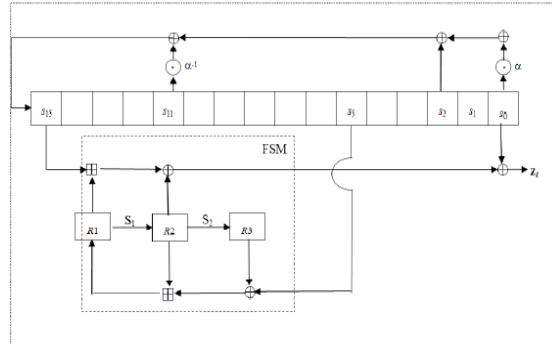 α⁻¹ α
s₁₅ s₁₁ s₅ s₂ s₁ s₀
FSM
zₜ
S₁ S₂
R1 R2 R3